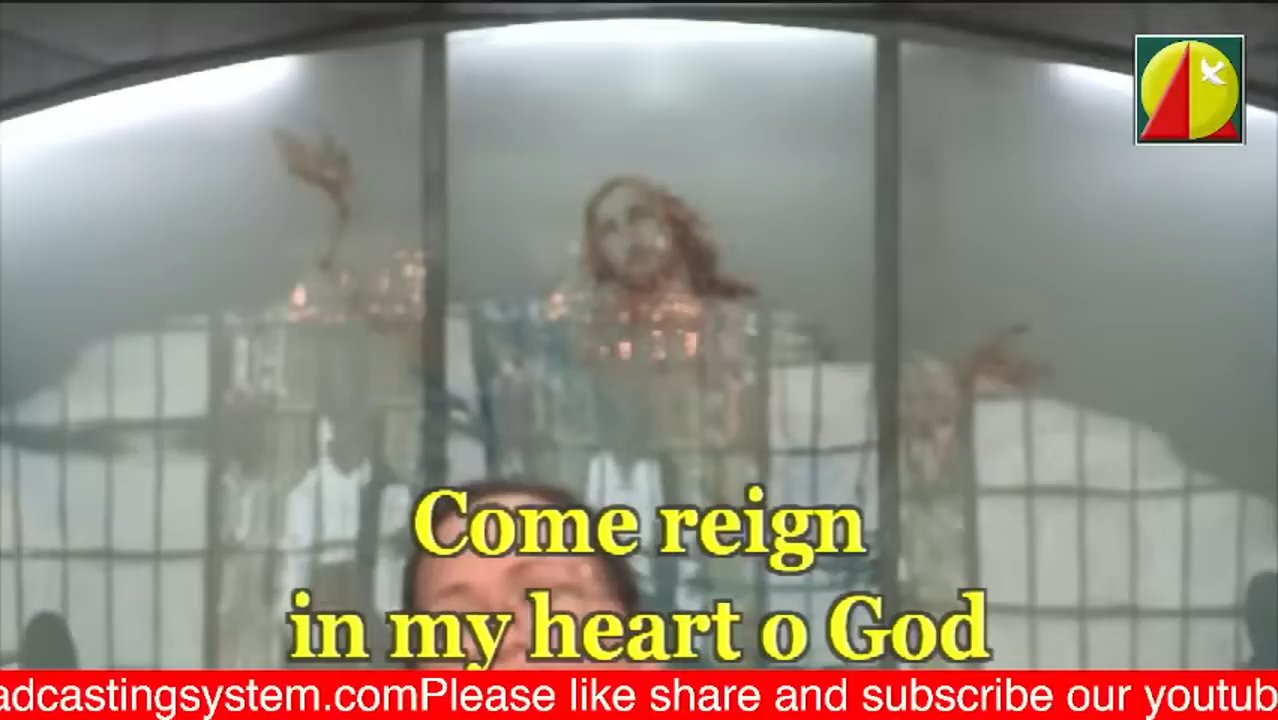 Come reign
in my heart o God
adcastingsystem.comPlease like share and subscribe our youtub